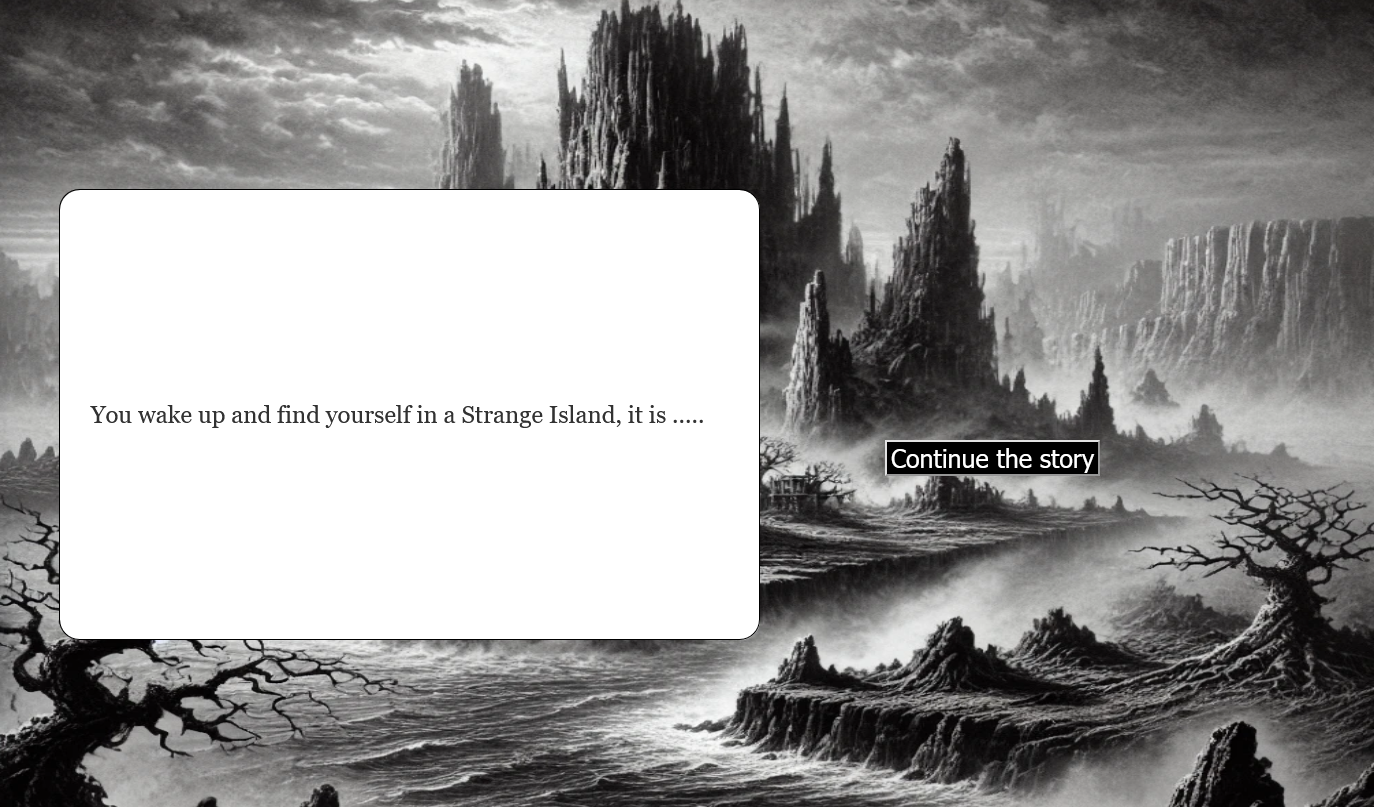 You wake up and find yourself in a Strange Island, it is .....
Continue the story